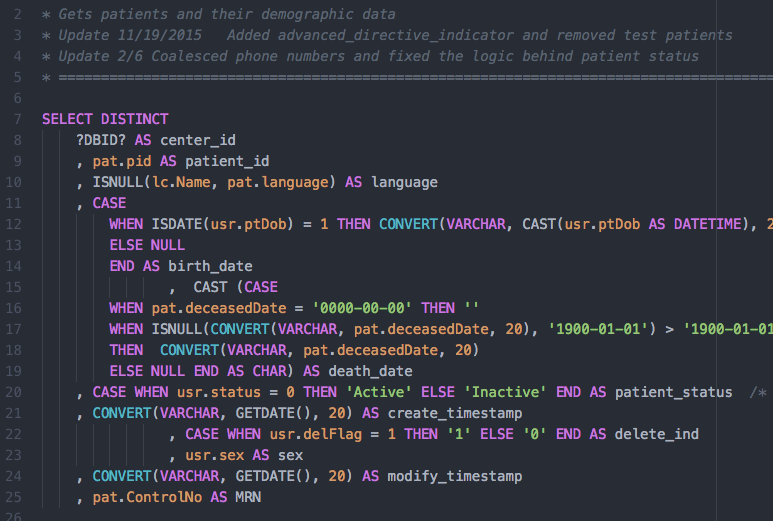 2 * Gets patients and their demographic data
3 * Update 11/19/2015   Added advanced_directive_indicator and removed test patients
4 * Update 2/6 Coalesced phone numbers and fixed the logic behind patient status
5 * =====================================================================================
6
7 SELECT DISTINCT
8     ?DBID? AS center_id
9     , pat.pid AS patient_id
10     , ISNULL(lc.Name, pat.language) AS language
11     , CASE
12         WHEN ISDATE(usr.ptDob) = 1 THEN CONVERT(VARCHAR, CAST(usr.ptDob AS DATETIME), 2
13         ELSE NULL
14         END AS birth_date
15                ,  CAST (CASE
16         WHEN pat.deceasedDate = '0000-00-00' THEN ''
17         WHEN ISNULL(CONVERT(VARCHAR, pat.deceasedDate, 20), '1900-01-01') > '1900-01-01
18         THEN  CONVERT(VARCHAR, pat.deceasedDate, 20)
19         ELSE NULL END AS CHAR) AS death_date
20     , CASE WHEN usr.status = 0 THEN 'Active' ELSE 'Inactive' END AS patient_status  /*
21     , CONVERT(VARCHAR, GETDATE(), 20) AS create_timestamp
22                , CASE WHEN usr.delFlag = 1 THEN '1' ELSE '0' END AS delete_ind
23                , usr.sex AS sex
24     , CONVERT(VARCHAR, GETDATE(), 20) AS modify_timestamp
25     , pat.ControlNo AS MRN
26